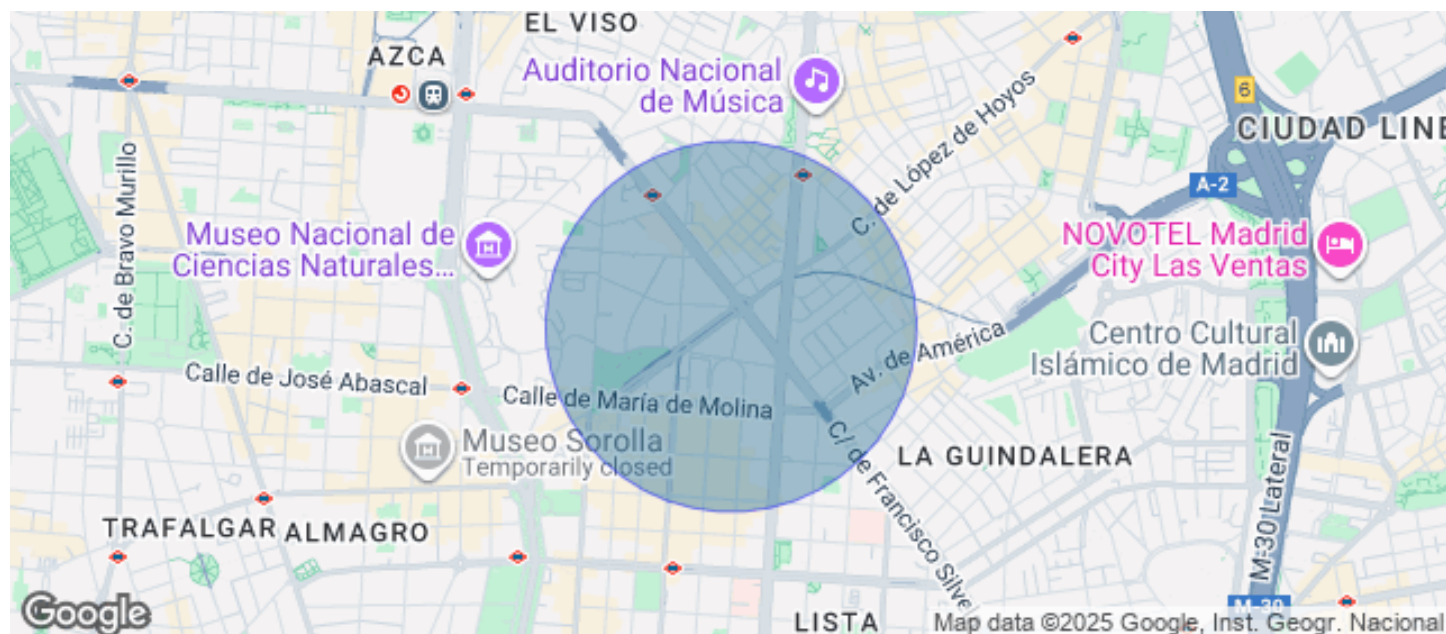 EL VISO
AZCA
Auditorio Nacional
de Música
6
CIUDAD LINE
C. de López de Hoyos
A-2
C. de Bravo Murillo
Museo Nacional de
Ciencias Naturales...
NOVOTEL Madrid
City Las Ventas
Centro Cultural
Islámico de Madrid
Av. de América
Calle de José Abascal
Calle de María de Molina
Museo Sorolla
Temporarily closed
C/ de Francisco Silve
LA GUINDALERA
M-30 Lateral
TRAFALGAR
ALMAGRO
M-30
Google
LISTA
Map data ©2025 Google, Inst. Geogr. Nacional